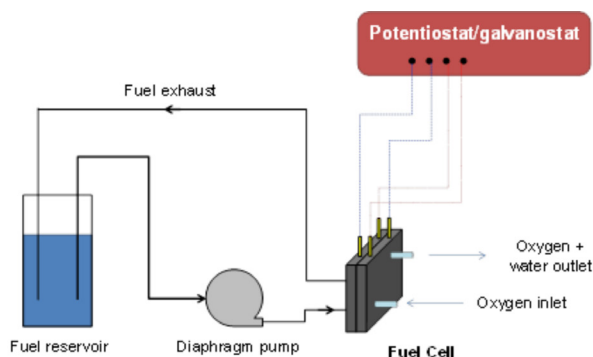 Potentiostat/galvanostat
Fuel exhaust
Oxygen +
water outlet
Oxygen inlet
Fuel reservoir
Diaphragm pump
Fuel Cell